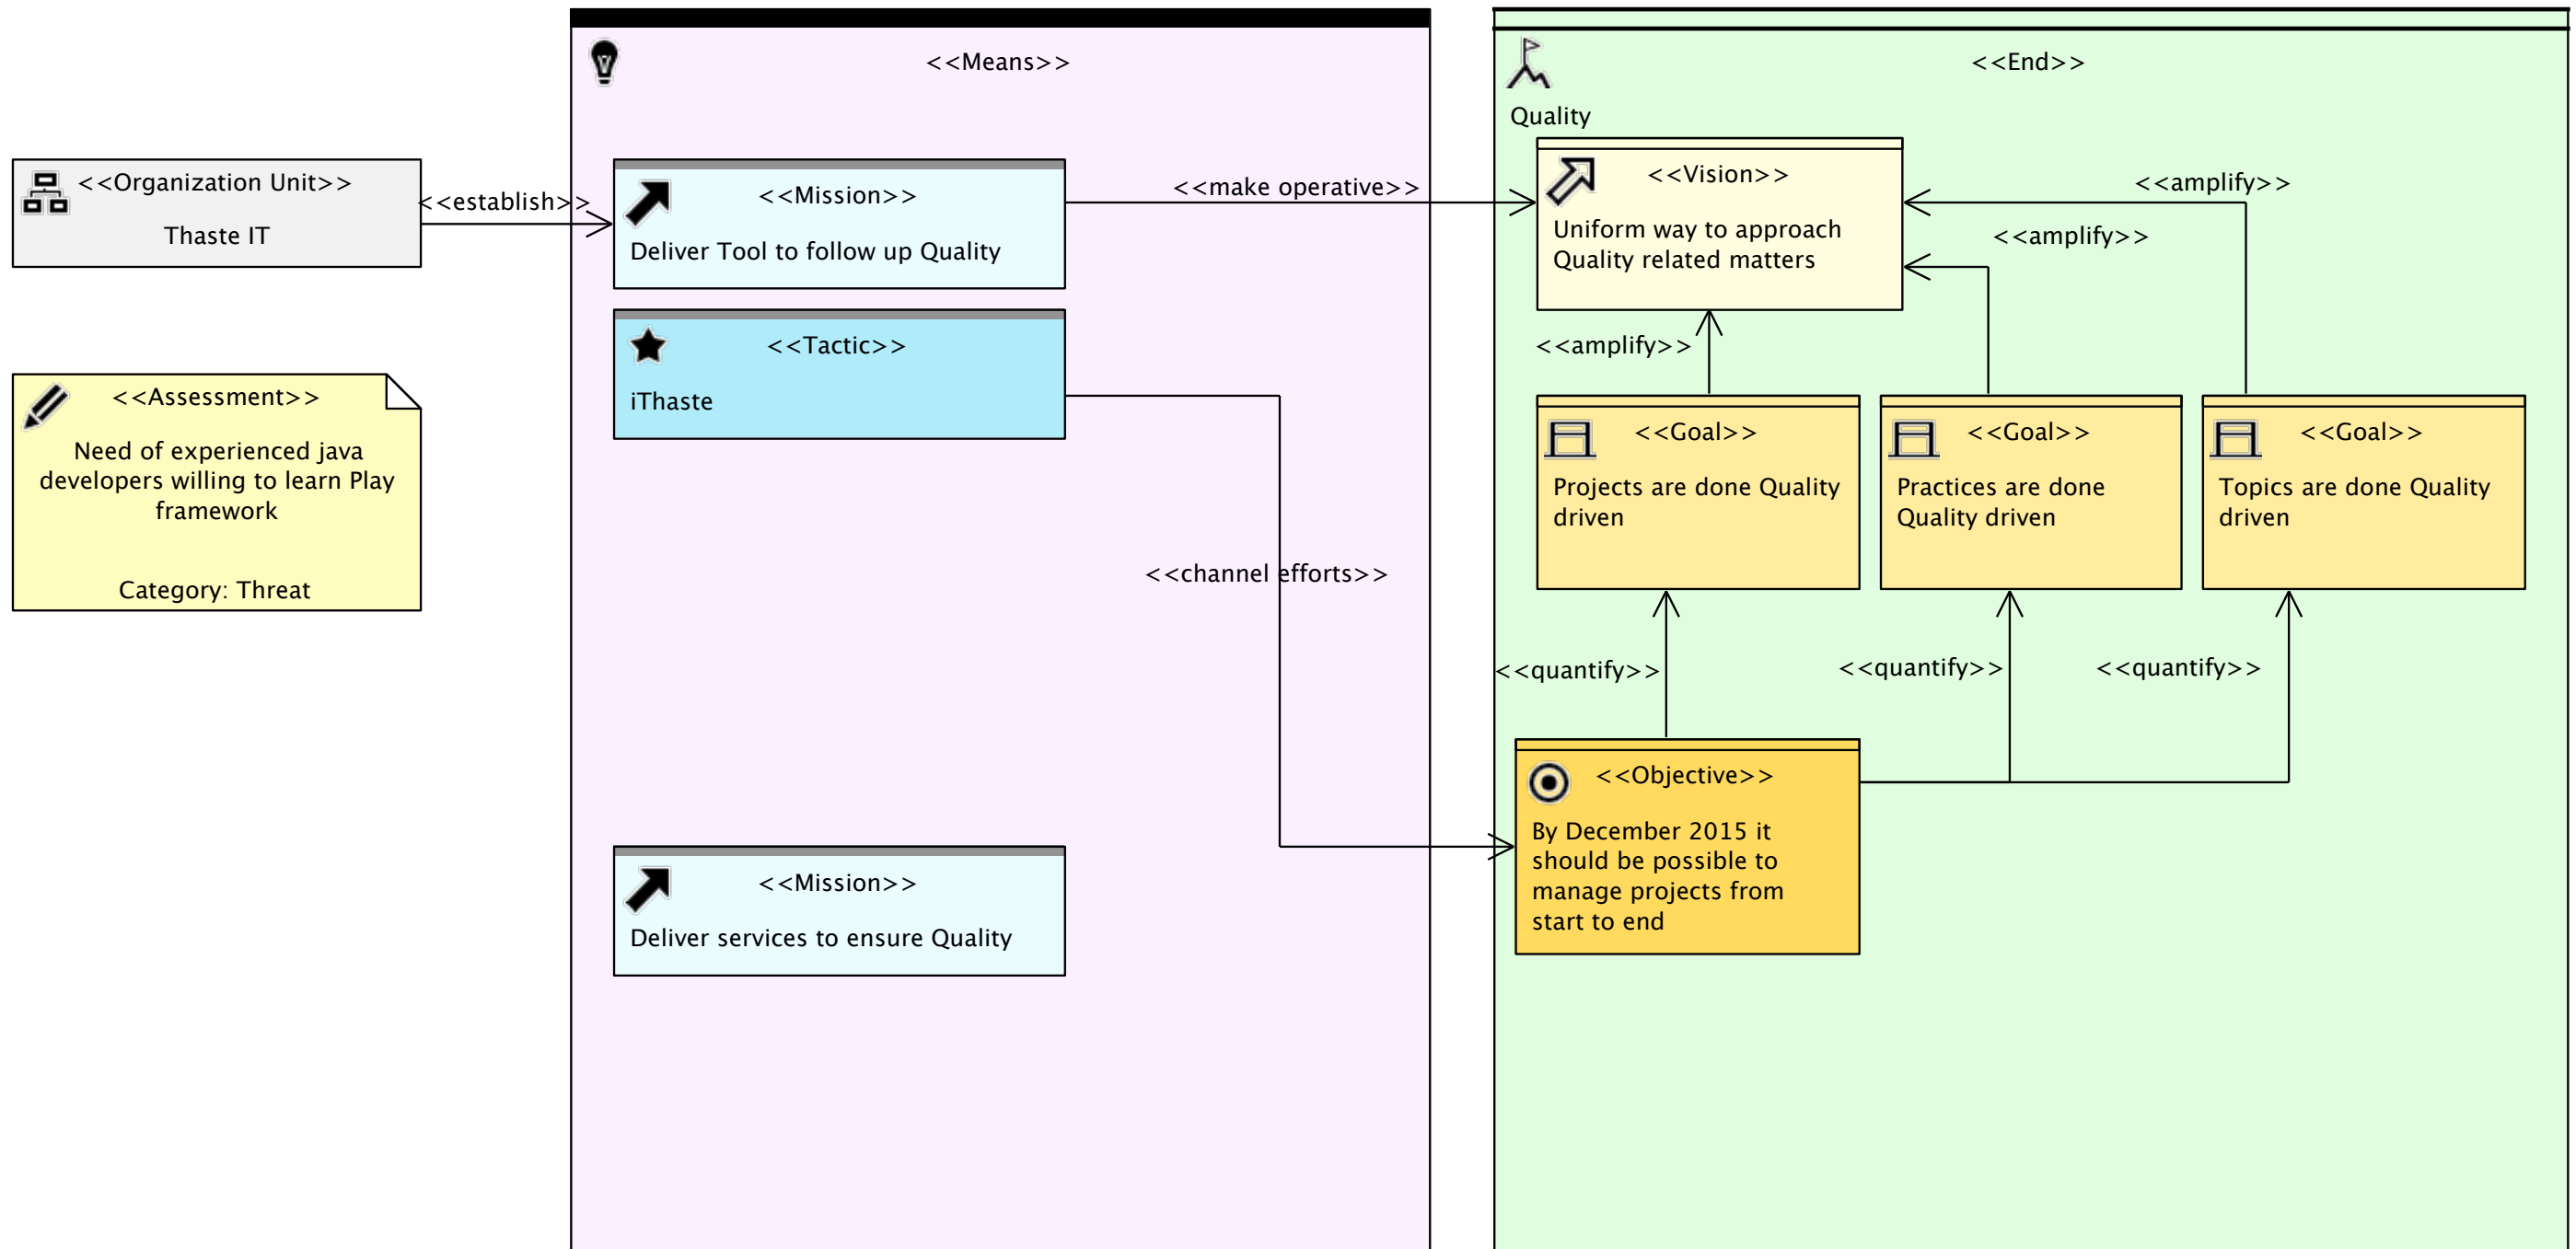 <<Means>>
<<End>>
Quality
<<Organization Unit>>
Thaste IT
<<establish>>
<<Mission>>
Deliver Tool to follow up Quality
<<make operative>>
<<Vision>>
Uniform way to approach
Quality related matters
<<amplify>>
<<amplify>>
<<amplify>>
<<Tactic>>
iThaste
<<Assessment>>
Need of experienced java
developers willing to learn Play
framework
Category: Threat
<<Goal>>
Projects are done Quality
driven
<<Goal>>
Practices are done
Quality driven
<<Goal>>
Topics are done Quality
driven
<<channel efforts>>
<<quantify>>
<<quantify>>
<<quantify>>
<<Objective>>
By December 2015 it
should be possible to
manage projects from
start to end
<<Mission>>
Deliver services to ensure Quality